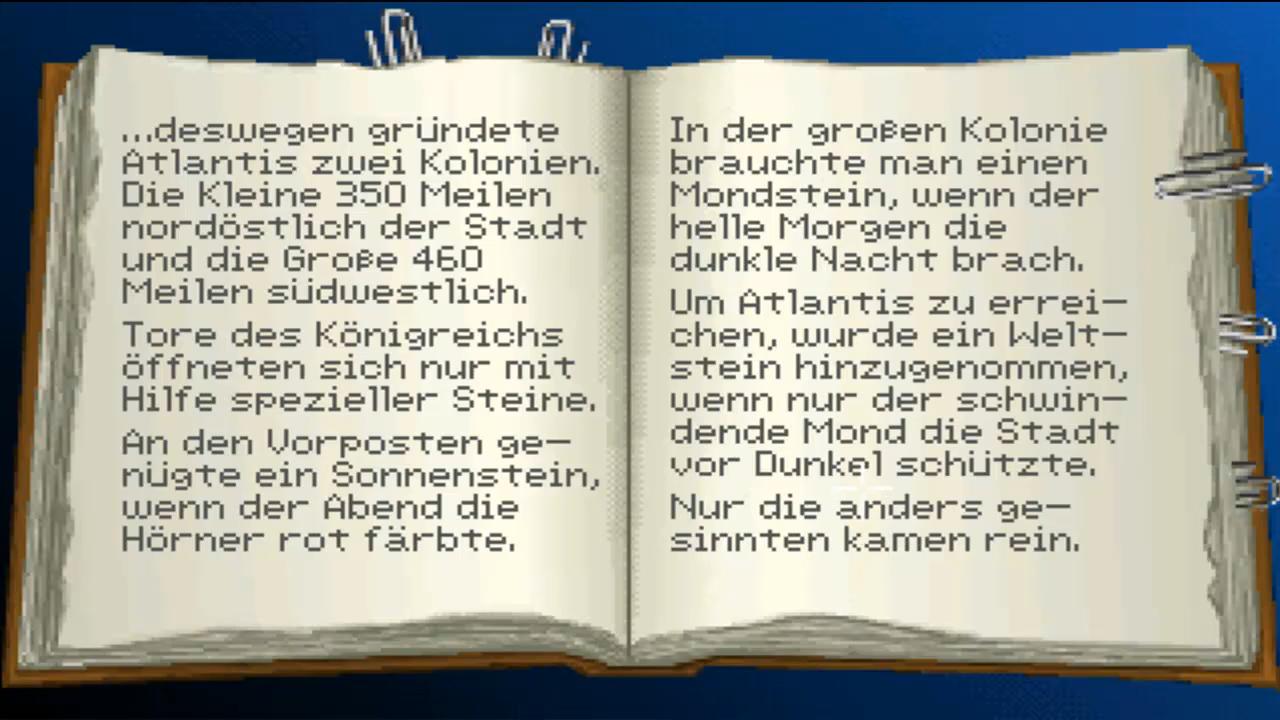 ...deswegen gründete
Atlantis zwei Kolonien.
Die Kleine 350 Meilen
nordöstlich der Stadt
und die Große 460
Meilen südwestlich.
Tore des Königreichs
öffneten sich nur mit
Hilfe spezieller Steine.
An den Vorposten ge-
nügte ein Sonnenstein,
wenn der Abend die
Hörner rot färbte.
In der großen Kolonie
brauchte man einen
Mondstein, wenn der
helle Morgen die
dunkle Nacht brach.
Um Atlantis zu errei-
chen, wurde ein Welt-
stein hinzugenommen,
wenn nur der schwin-
dende Mond die Stadt
vor Dunkel schützte.
Nur die anders ge-
sinnten kamen rein.